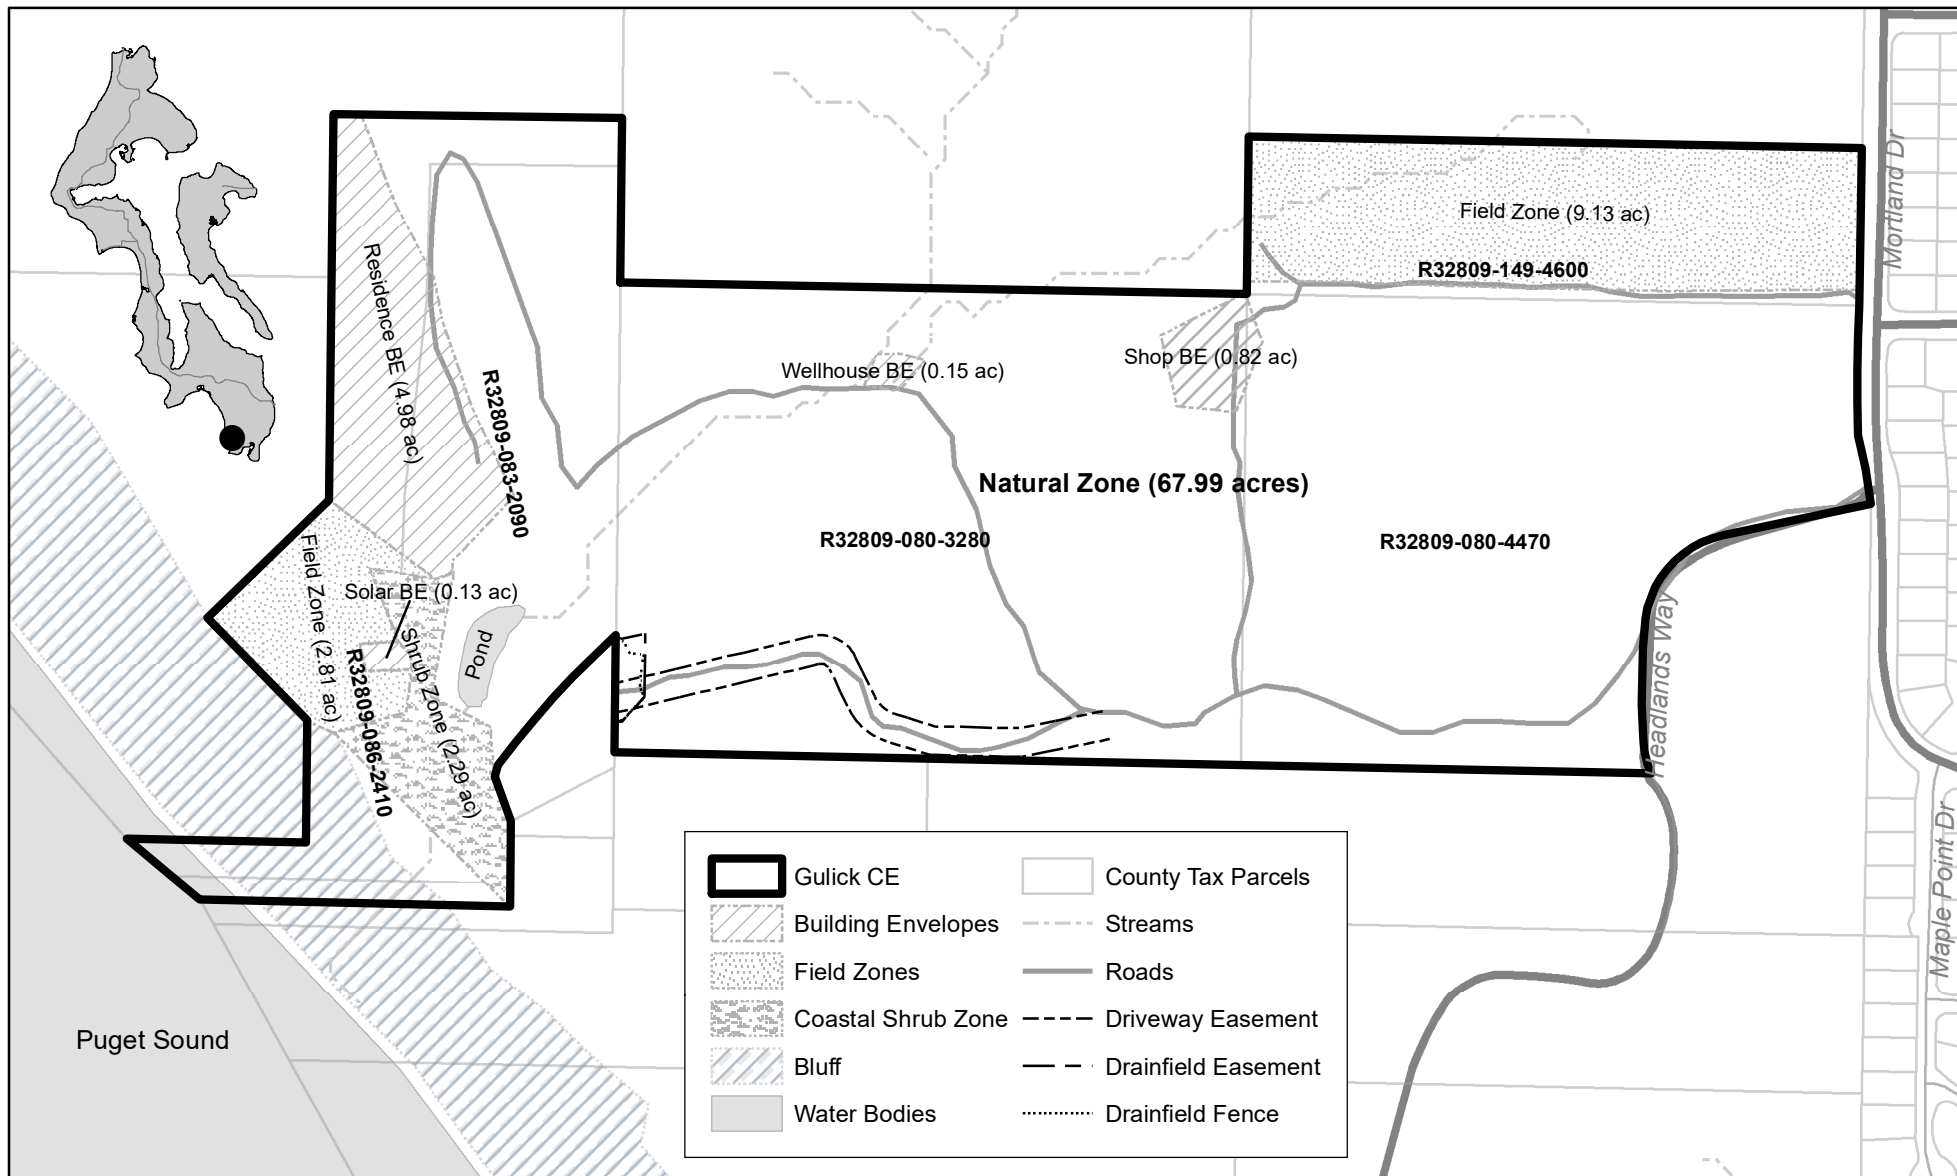 Mortland Dr
Field Zone (9.13 ac)
R32809-149-4600
Residence BE (4.98 ac)
R32809-083-2090
Wellhouse BE (0.15 ac)
Shop BE (0.82 ac)
Natural Zone (67.99 acres)
R32809-080-3280
R32809-080-4470
Field Zone (2.81 ac)
Solar BE (0.13 ac)
Shrub Zone (2.29 ac)
Pond
R32809-086-2410
Headlands Way
Maple Point Dr
Puget Sound
Gulick CE
Building Envelopes
Field Zones
Coastal Shrub Zone
Bluff
Water Bodies
County Tax Parcels
Streams
Roads
Driveway Easement
Drainfield Easement
Drainfield Fence